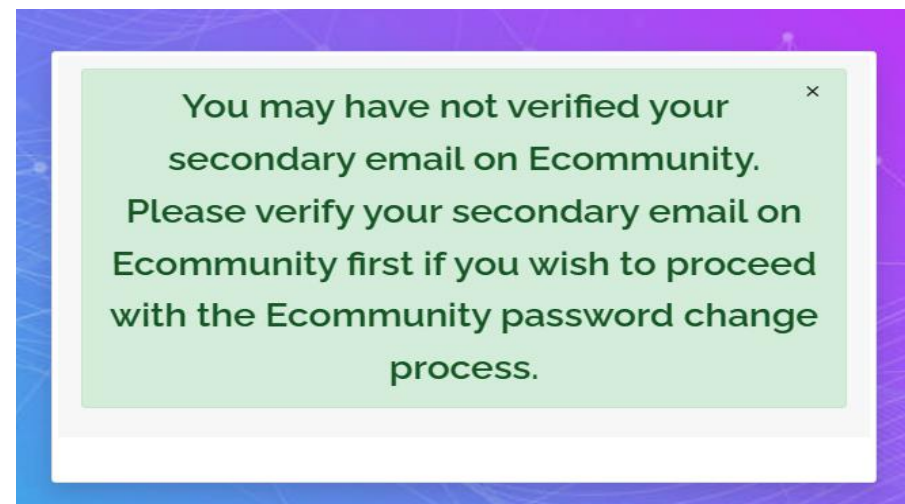 You may have not verified your ×
secondary email on Ecommunity.
Please verify your secondary email on
Ecommunity first if you wish to proceed
with the Ecommunity password change
process.